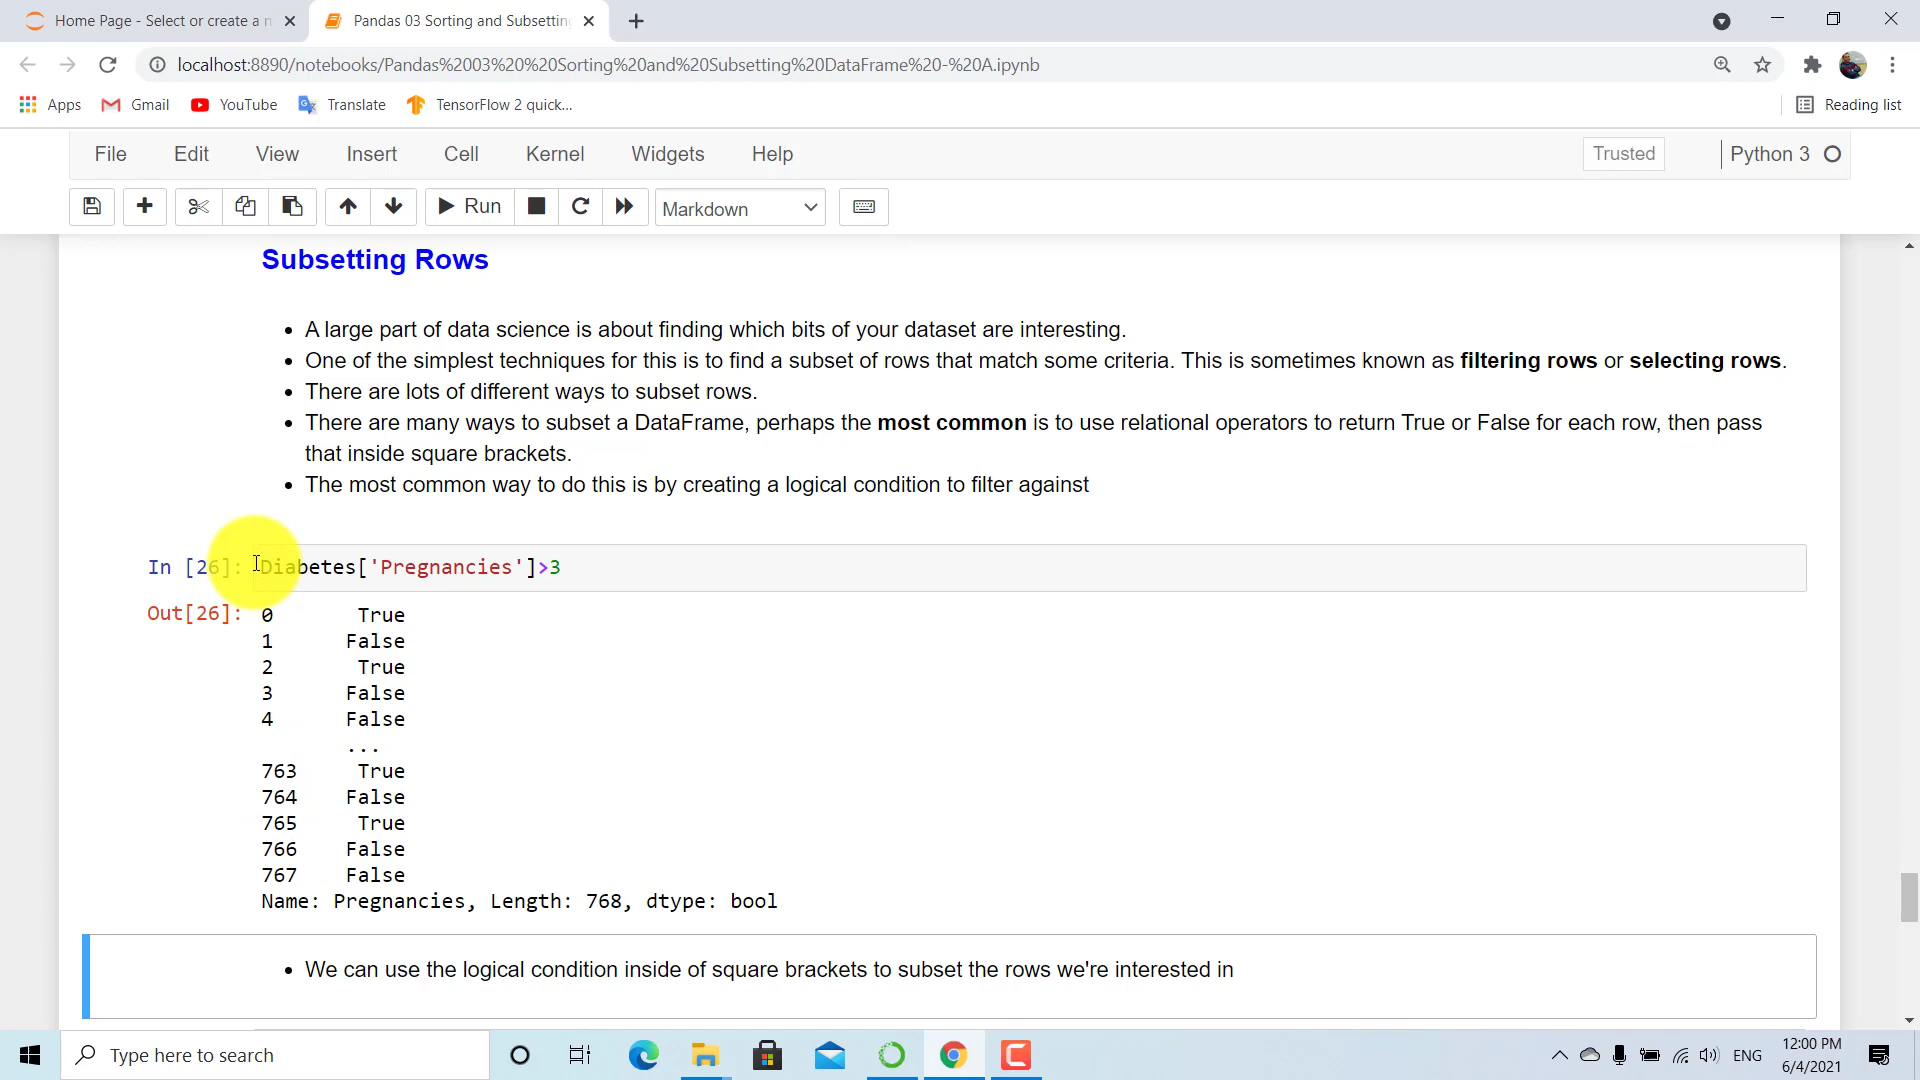 Home Page - Select or create a n
Pandas 03 Sorting and Subsetting
localhost:8890/notebooks/Pandas%2003%20%20Sorting%20and%20Subsetting%20DataFrame%20-%20A.ipynb
Apps Gmail YouTube Translate TensorFlow 2 quick... Reading list
File Edit View Insert Cell Kernel Widgets Help Trusted Python 3
Run Markdown
Subsetting Rows
• A large part of data science is about finding which bits of your dataset are interesting.
• One of the simplest techniques for this is to find a subset of rows that match some criteria. This is sometimes known as filtering rows or selecting rows.
• There are lots of different ways to subset rows.
• There are many ways to subset a DataFrame, perhaps the most common is to use relational operators to return True or False for each row, then pass
that inside square brackets.
• The most common way to do this is by creating a logical condition to filter against
In [26]: Diabetes['Pregnancies']>3
Out[26]: 0 True
1 False
2 True
3 False
4 False
...
763 True
764 False
765 True
766 False
767 False
Name: Pregnancies, Length: 768, dtype: bool
• We can use the logical condition inside of square brackets to subset the rows we're interested in
Type here to search
ENG
12:00 PM
6/4/2021